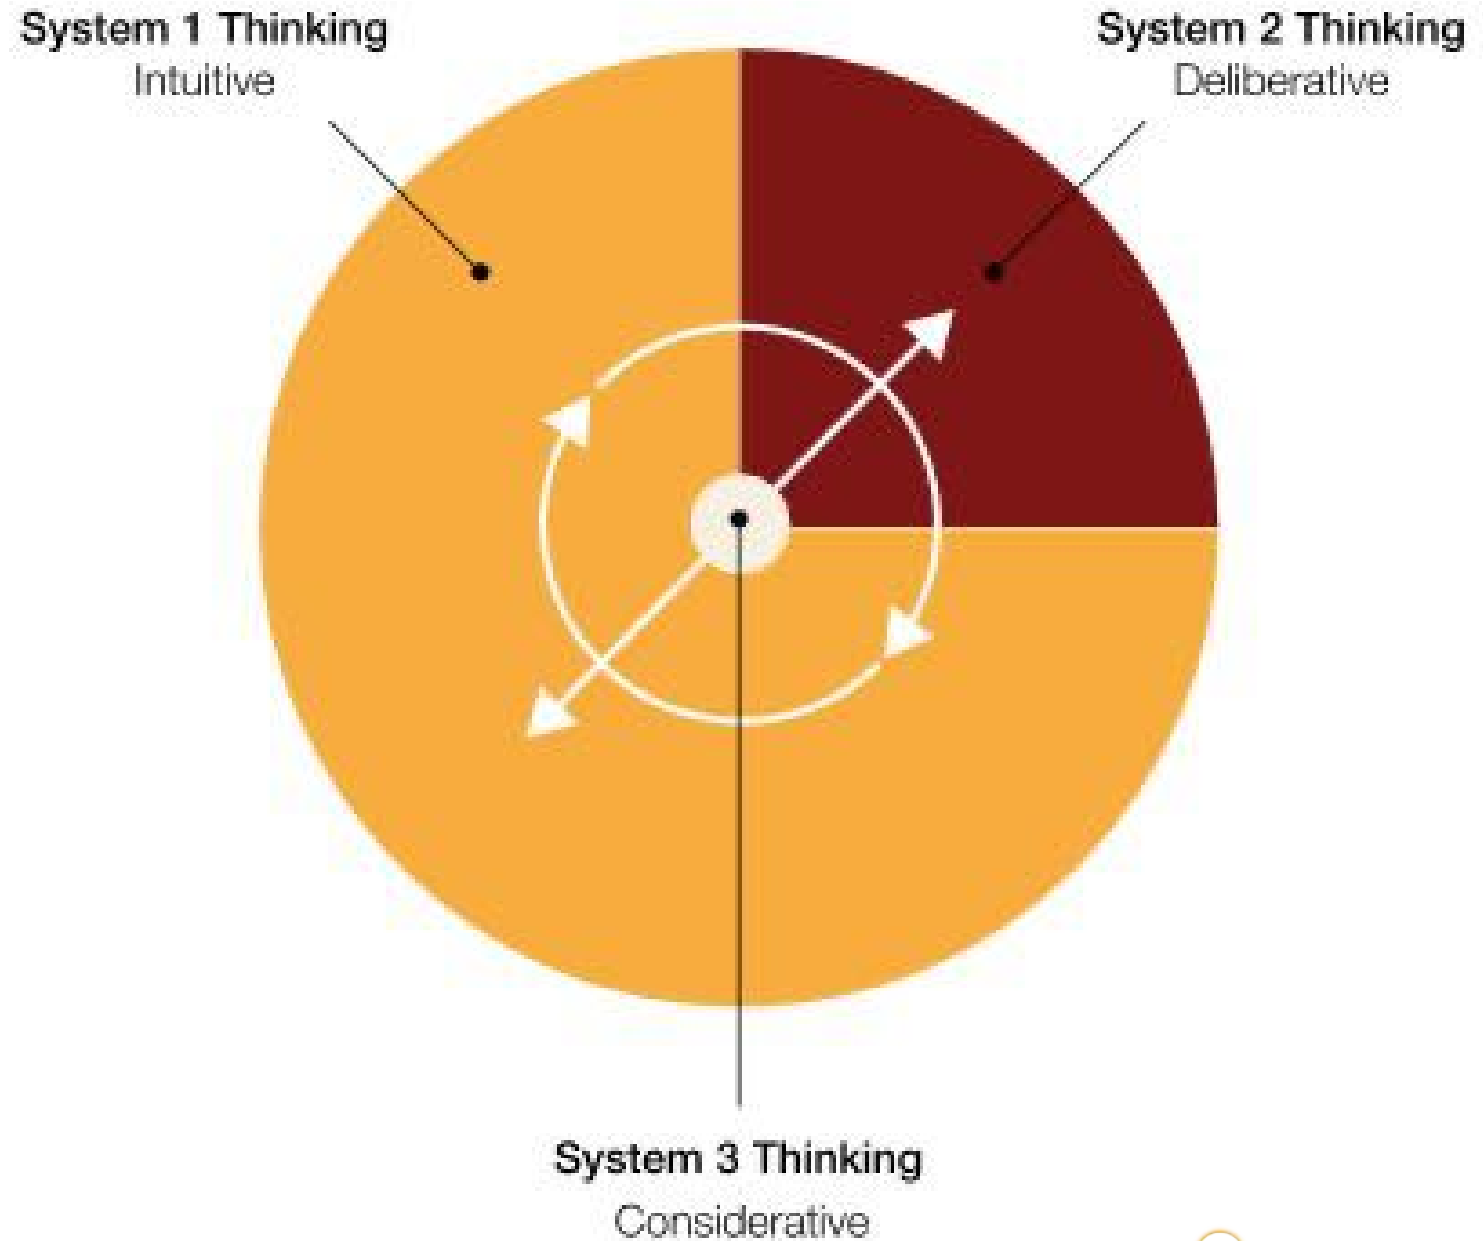 System 1 Thinking
Intuitive
System 2 Thinking
Deliberative
System 3 Thinking
Considerative